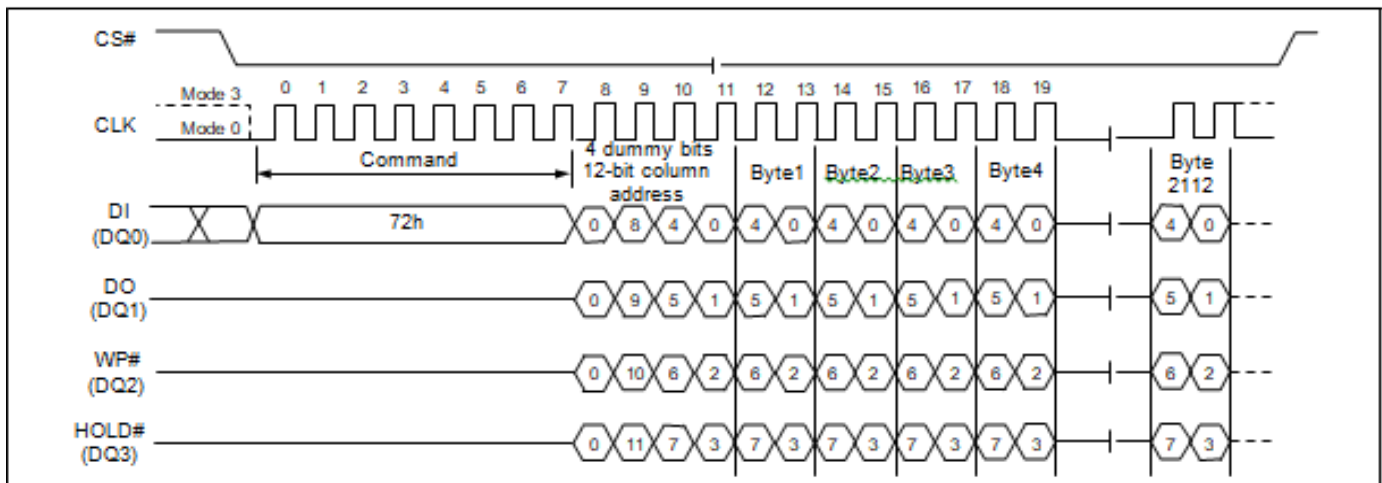 CS#
Mode 3
0 1 2 3 4 5 6 7 8 9 10 11 12 13 14 15 16 17 18 19
CLK
Mode 0
Command
4 dummy bits
12-bit column
address
Byte1 Byte2 Byte3 Byte4
Byte
2112
DI
(DQ0)
72h
0 8 4 0 4 0 4 0 4 0 4 0 4 0
DO
(DQ1)
0 9 5 1 5 1 5 1 5 1 5 1 5 1
WP#
(DQ2)
0 10 6 2 6 2 6 2 6 2 6 2 6 2
HOLD#
(DQ3)
0 11 7 3 7 3 7 3 7 3 7 3 7 3